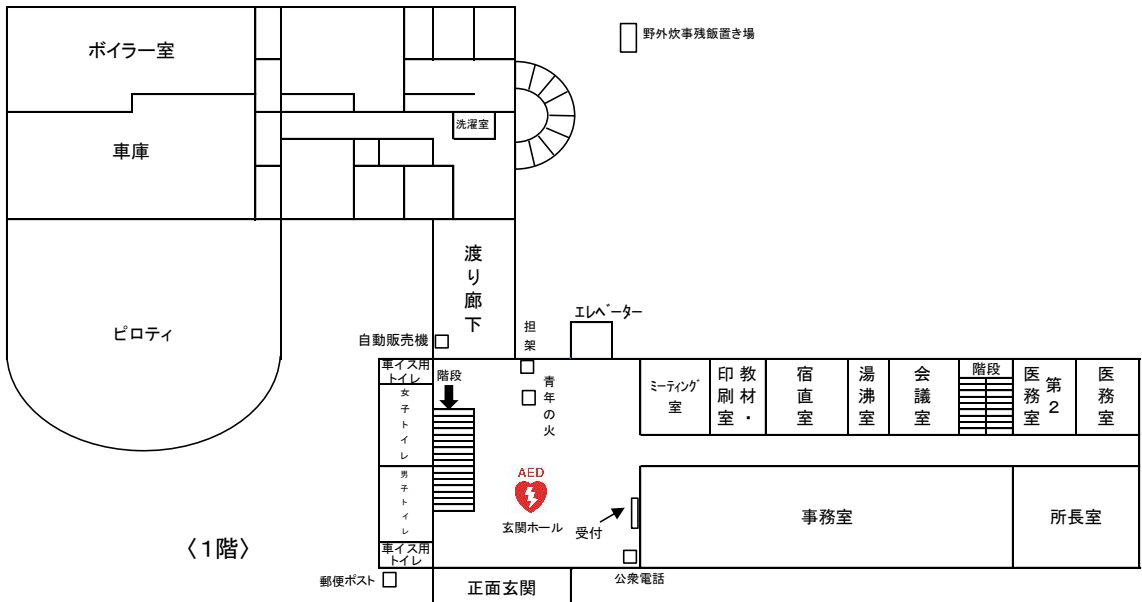 ボイラー室
野外炊事残飯置き場
洗濯室
車庫
渡り廊下
ピロティ
自動販売機
担架
エレベーター
車イス用
トイレ
階段
青年の火
女子トイレ
男子トイレ
車イス用
トイレ
ミーティング
室
教材・
印刷室
宿直室
湯沸室
会議室
階段
第2
医務室
医務室
AED
玄関ホール
受付
事務室
所長室
〈1階〉
郵便ポスト
正面玄関
公衆電話